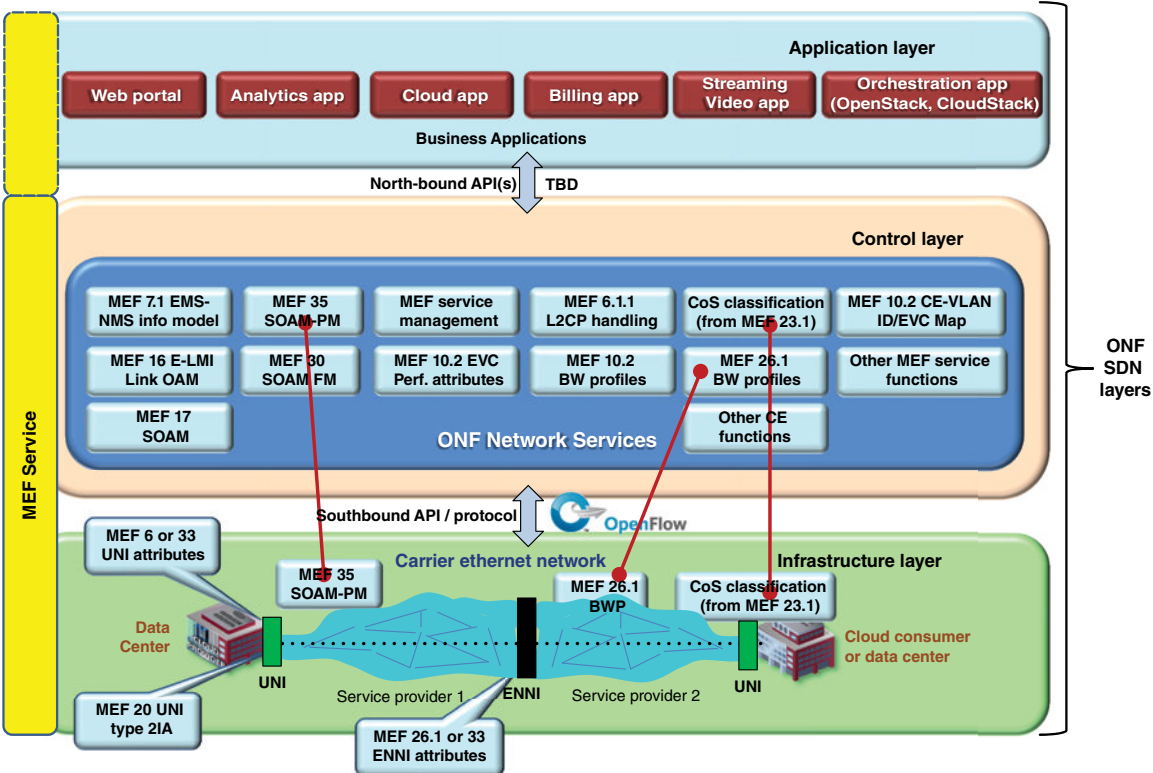 Application layer
Web portal
Analytics app
Cloud app
Billing app
Streaming
Video app
Orchestration app
(OpenStack, CloudStack)
Business Applications
North-bound API(s)
TBD
Control layer
MEF 7.1 EMS-
NMS info model
MEF 35
SOAM-PM
MEF service
management
MEF 6.1.1
L2CP handling
CoS classification
(from MEF 23.1)
MEF 10.2 CE-VLAN
ID/EVC Map
MEF 16 E-LMI
Link OAM
MEF 30
SOAM FM
MEF 10.2 EVC
Perf. attributes
MEF 10.2
BW profiles
MEF 26.1
BW profiles
Other MEF service
functions
MEF 17
SOAM
Other CE
functions
ONF Network Services
MEF Service
ONF
SDN
layers
Southbound API / protocol
OpenFlow
MEF 6 or 33
UNI attributes
Carrier ethernet network
Infrastructure layer
MEF 35
SOAM-PM
MEF 26.1
BWP
CoS classification
(from MEF 23.1)
Data
Center
Cloud consumer
or data center
UNI
Service provider 1
ENNI
Service provider 2
UNI
MEF 20 UNI
type 2IA
MEF 26.1 or 33
ENNI attributes